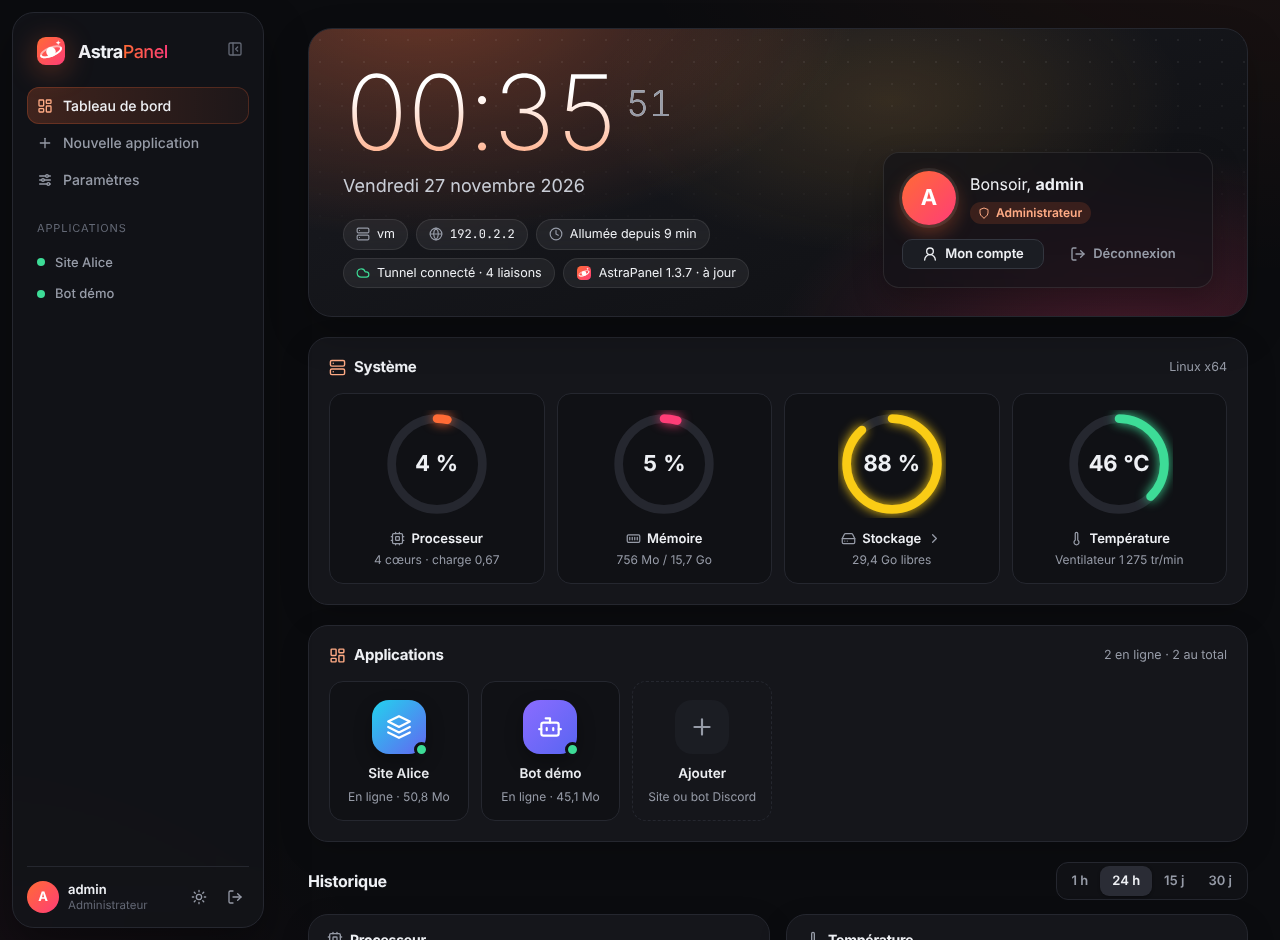 AstraPanel
Tableau de bord
Nouvelle application
Paramètres
APPLICATIONS
Site Alice
Bot démo
A
admin
Administrateur
00:35 51
Vendredi 27 novembre 2026
vm
192.0.2.2
Allumée depuis 9 min
Tunnel connecté · 4 liaisons
AstraPanel 1.3.7 · à jour
A
Bonsoir, admin
Administrateur
Mon compte
Déconnexion
Système
Linux x64
4 %
Processeur
4 cœurs · charge 0,67
5 %
Mémoire
756 Mo / 15,7 Go
88 %
Stockage
29,4 Go libres
46 °C
Température
Ventilateur 1 275 tr/min
Applications
2 en ligne · 2 au total
Site Alice
En ligne · 50,8 Mo
Bot démo
En ligne · 45,1 Mo
Ajouter
Site ou bot Discord
Historique
1 h
24 h
15 j
30 j
Processeur
Température